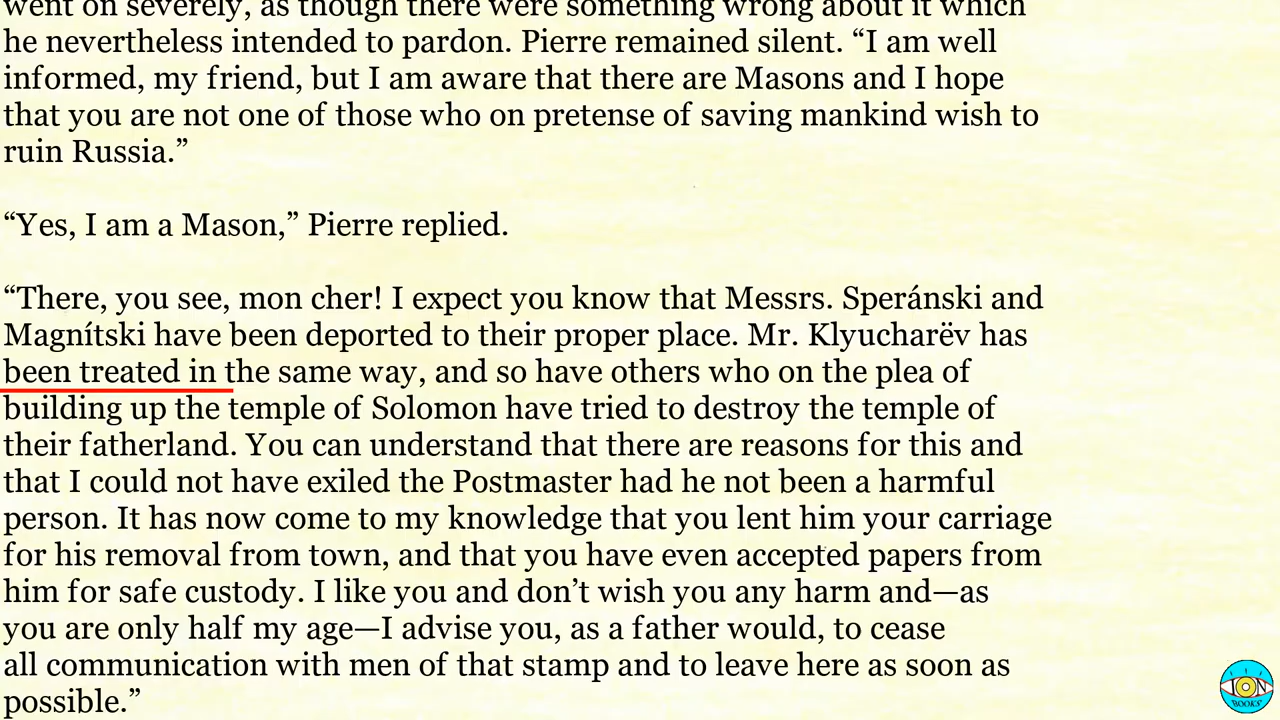 went on severely, as though there were something wrong about it which
he nevertheless intended to pardon. Pierre remained silent. “I am well
informed, my friend, but I am aware that there are Masons and I hope
that you are not one of those who on pretense of saving mankind wish to
ruin Russia.”
“Yes, I am a Mason,” Pierre replied.
“There, you see, mon cher! I expect you know that Messrs. Speránski and
Magnítski have been deported to their proper place. Mr. Klyucharëv has
been treated in the same way, and so have others who on the plea of
building up the temple of Solomon have tried to destroy the temple of
their fatherland. You can understand that there are reasons for this and
that I could not have exiled the Postmaster had he not been a harmful
person. It has now come to my knowledge that you lent him your carriage
for his removal from town, and that you have even accepted papers from
him for safe custody. I like you and don’t wish you any harm and—as
you are only half my age—I advise you, as a father would, to cease
all communication with men of that stamp and to leave here as soon as
possible.”
ION
BOOKS